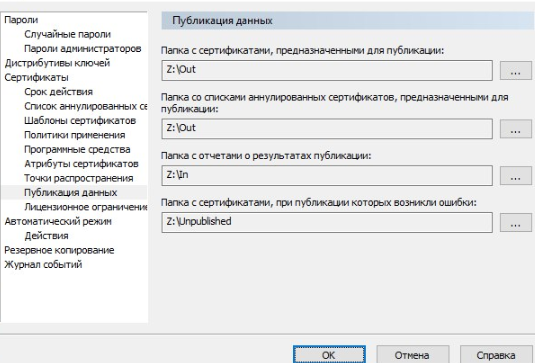 Пароли
Случайные пароли
Пароли администраторов
Дистрибутивы ключей
Сертификаты
Срок действия
Список аннулированных се
Шаблоны сертификатов
Политики применения
Программные средства
Атрибуты сертификатов
Точки распространения
Публикация данных
Лицензионное ограничение
Автоматический режим
Действия
Резервное копирование
Журнал событий
Публикация данных
Папка с сертификатами, предназначенными для публикации:
Z:\Out
...
Папка со списками аннулированных сертификатов, предназначенными для
публикации:
Z:\Out
...
Папка с отчетами о результатах публикации:
Z:\In
...
Папка с сертификатами, при публикации которых возникли ошибки:
Z:\Unpublished
...
OK
Отмена
Справка